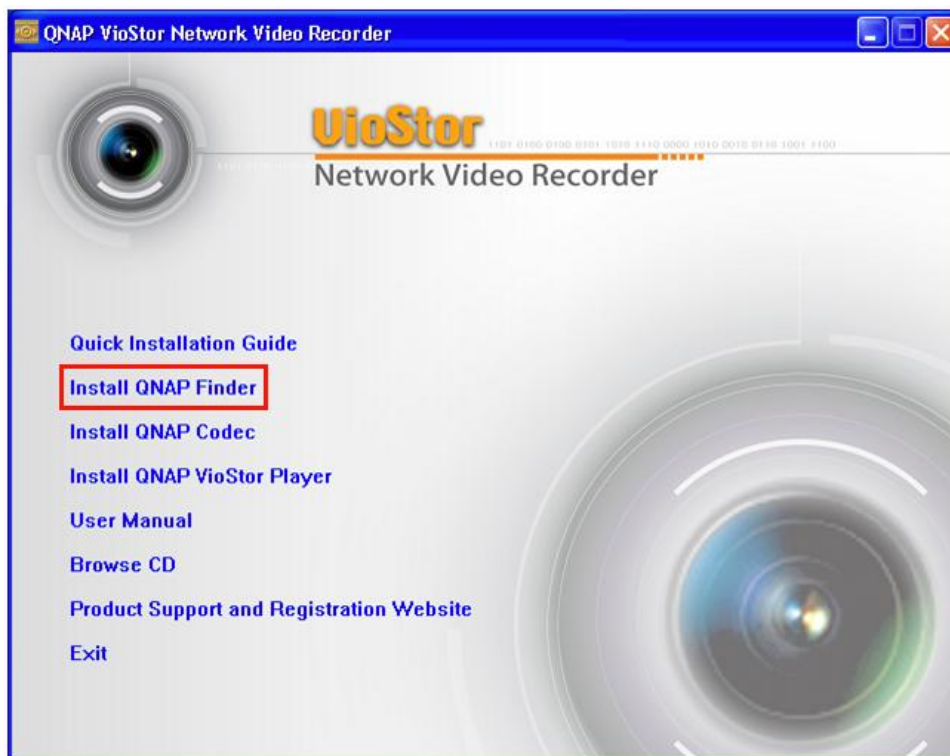 QNAP VioStor Network Video Recorder
VioStor
Network Video Recorder
Quick Installation Guide
Install QNAP Finder
Install QNAP Codec
Install QNAP VioStor Player
User Manual
Browse CD
Product Support and Registration Website
Exit